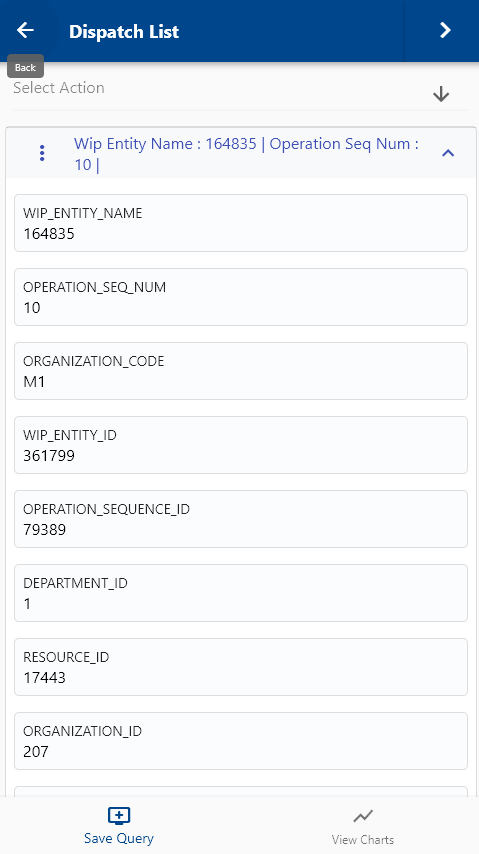 Dispatch List
Back
Select Action
Wip Entity Name : 164835 | Operation Seq Num :
10 |
WIP_ENTITY_NAME
164835
OPERATION_SEQ_NUM
10
ORGANIZATION_CODE
M1
WIP_ENTITY_ID
361799
OPERATION_SEQUENCE_ID
79389
DEPARTMENT_ID
1
RESOURCE_ID
17443
ORGANIZATION_ID
207
Save Query
View Charts